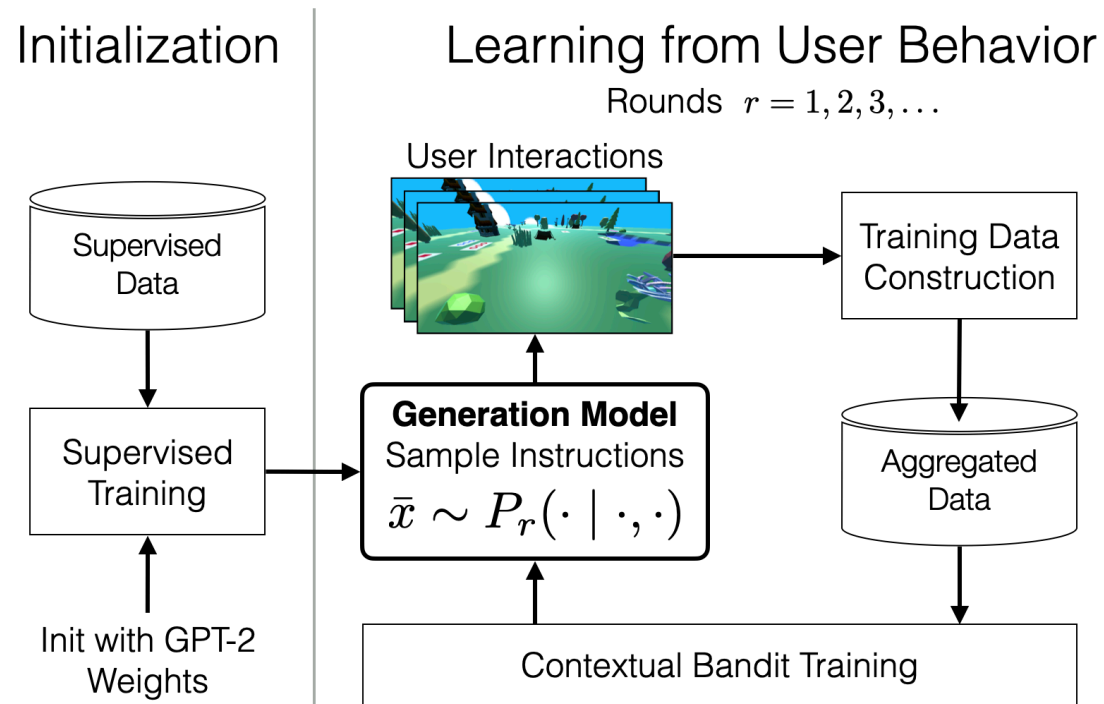 Initialization
Supervised
Data
Supervised
Training
Init with GPT-2
Weights
Learning from User Behavior
Rounds r = 1, 2, 3, . . .
User Interactions
Generation Model
Sample Instructions
x̄ ∼ Pᵣ(· | ·, ·)
Training Data
Construction
Aggregated
Data
Contextual Bandit Training